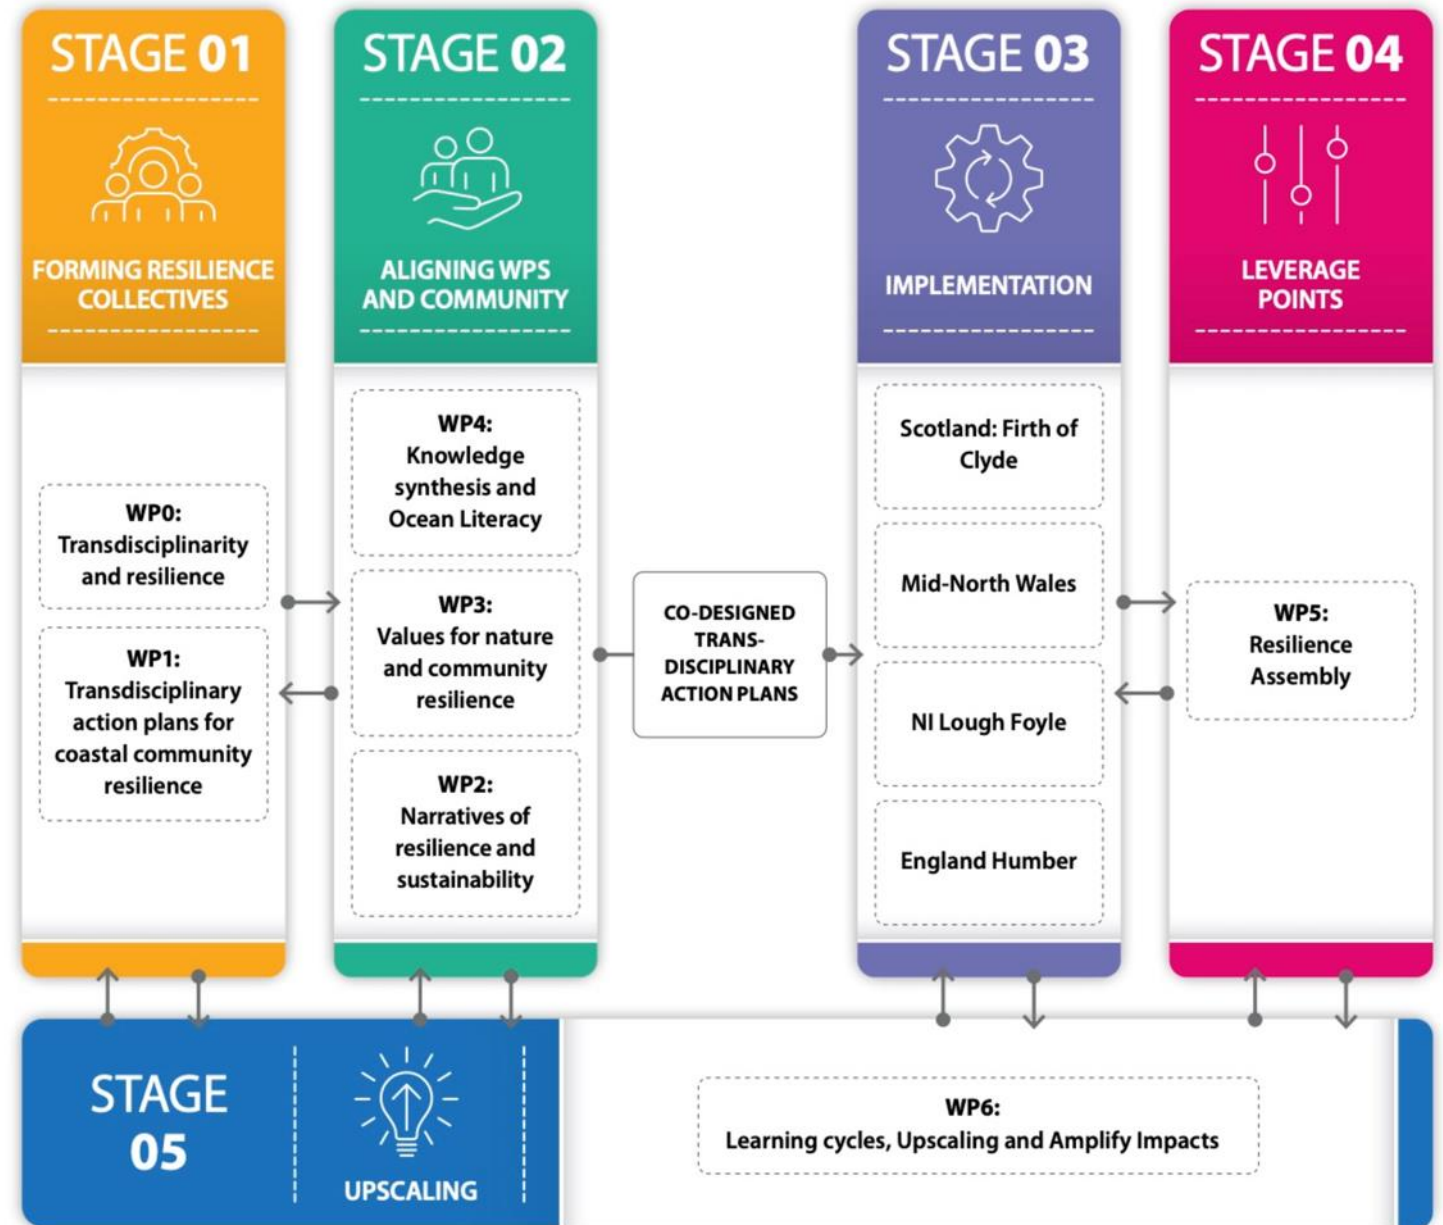 STAGE 01
FORMING RESILIENCE
COLLECTIVES
WP0:
Transdisciplinarity
and resilience
WP1:
Transdisciplinary
action plans for
coastal community
resilience
STAGE 02
ALIGNING WPS
AND COMMUNITY
WP4:
Knowledge
synthesis and
Ocean Literacy
WP3:
Values for nature
and community
resilience
WP2:
Narratives of
resilience and
sustainability
CO-DESIGNED
TRANS-
DISCIPLINARY
ACTION PLANS
STAGE 03
IMPLEMENTATION
Scotland: Firth of
Clyde
Mid-North Wales
NI Lough Foyle
England Humber
STAGE 04
LEVERAGE
POINTS
WP5:
Resilience
Assembly
STAGE
05
UPSCALING
WP6:
Learning cycles, Upscaling and Amplify Impacts